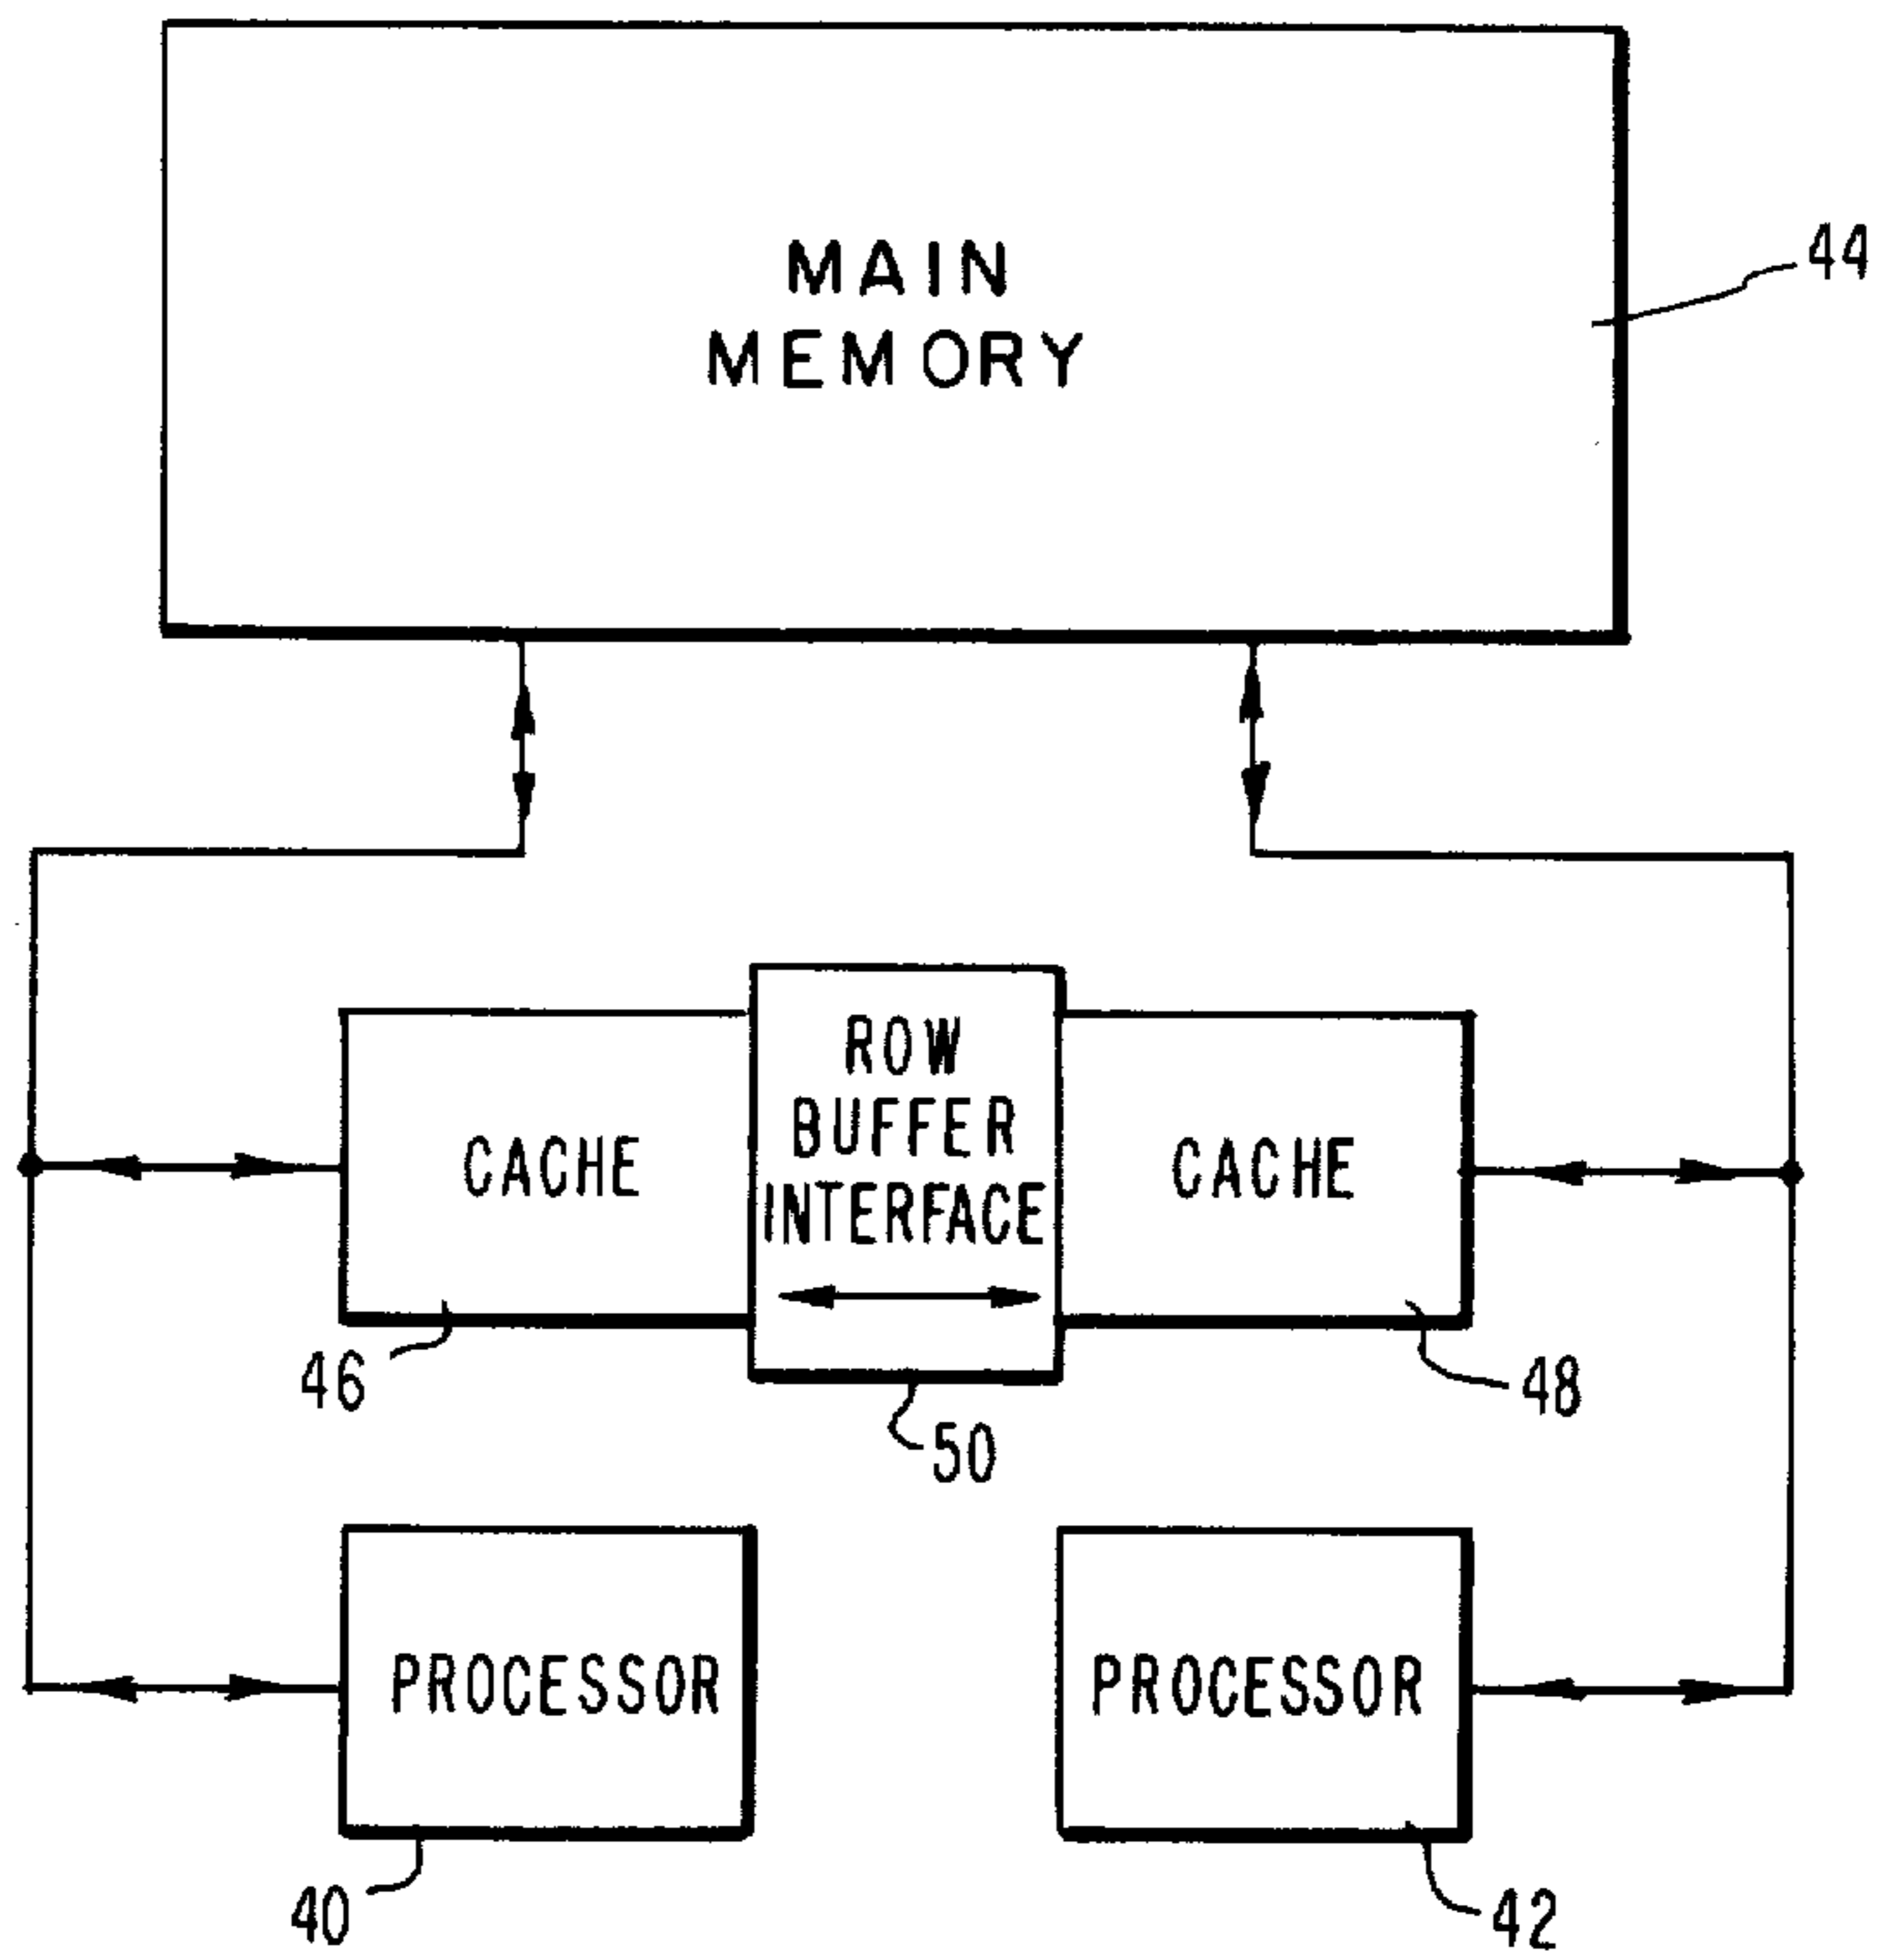 MAIN
MEMORY
44
ROW
BUFFER
INTERFACE
CACHE
CACHE
46
48
50
PROCESSOR
PROCESSOR
40
42